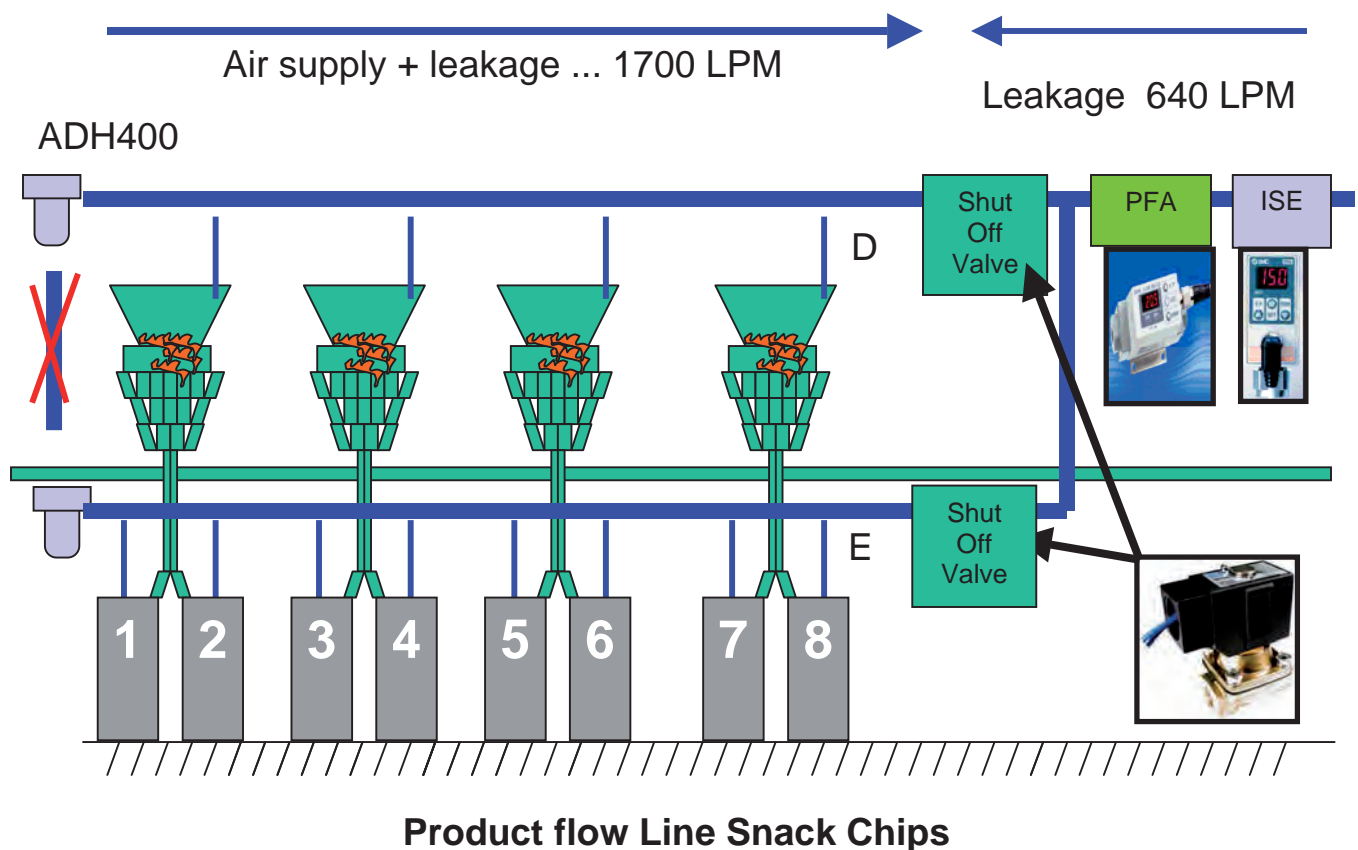 Air supply + leakage ... 1700 LPM
Leakage 640 LPM
ADH400
Shut
Off
Valve
PFA
ISE
D
150
E
Shut
Off
Valve
1 2 3 4 5 6 7 8
Product flow Line Snack Chips